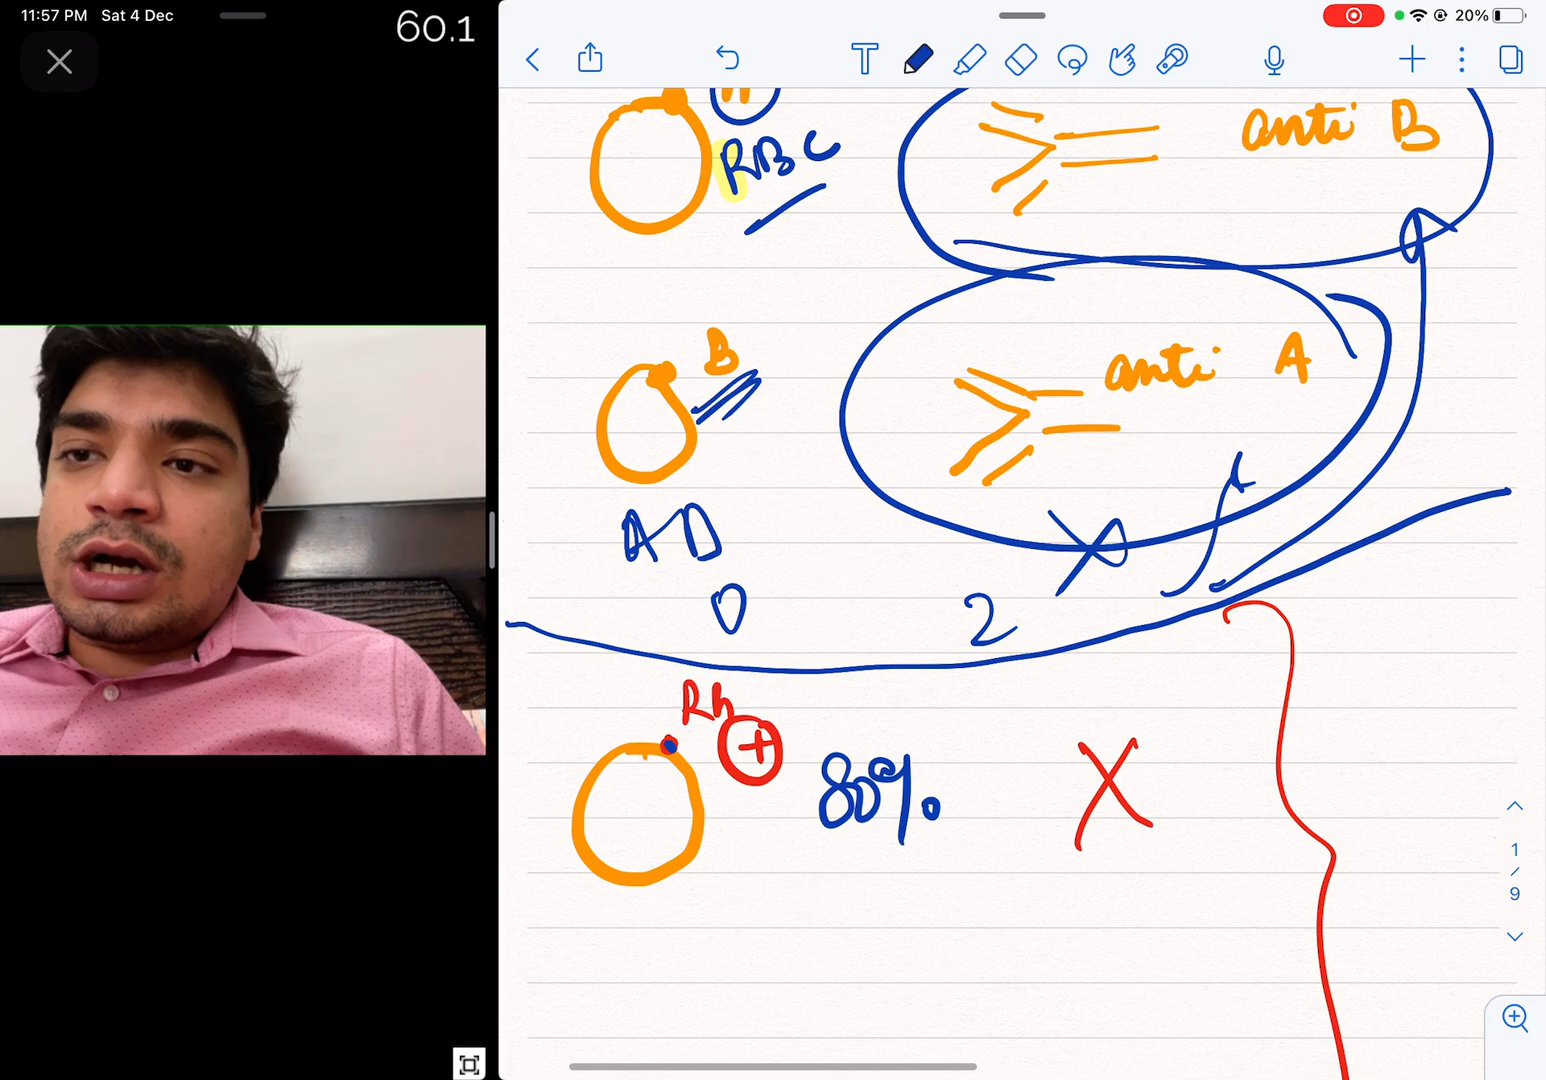 11:57 PM Sat 4 Dec
60.1
20%
T
RBC
anti B
B
anti A
AB
O
2
Rh
+
80%
X
1
/
9